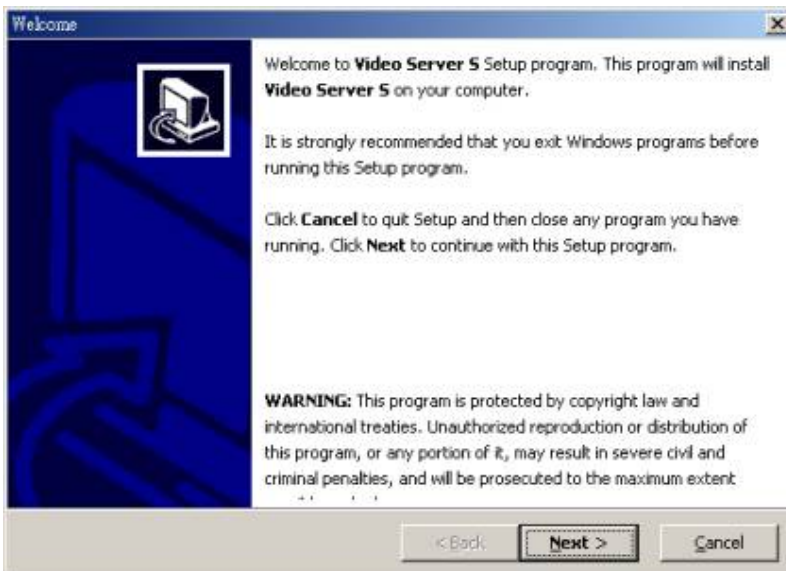 Welcome
Welcome to Video Server S Setup program. This program will install
Video Server S on your computer.
It is strongly recommended that you exit Windows programs before
running this Setup program.
Click Cancel to quit Setup and then close any program you have
running. Click Next to continue with this Setup program.
WARNING: This program is protected by copyright law and
international treaties. Unauthorized reproduction or distribution of
this program, or any portion of it, may result in severe civil and
criminal penalties, and will be prosecuted to the maximum extent
< Back Next > Cancel